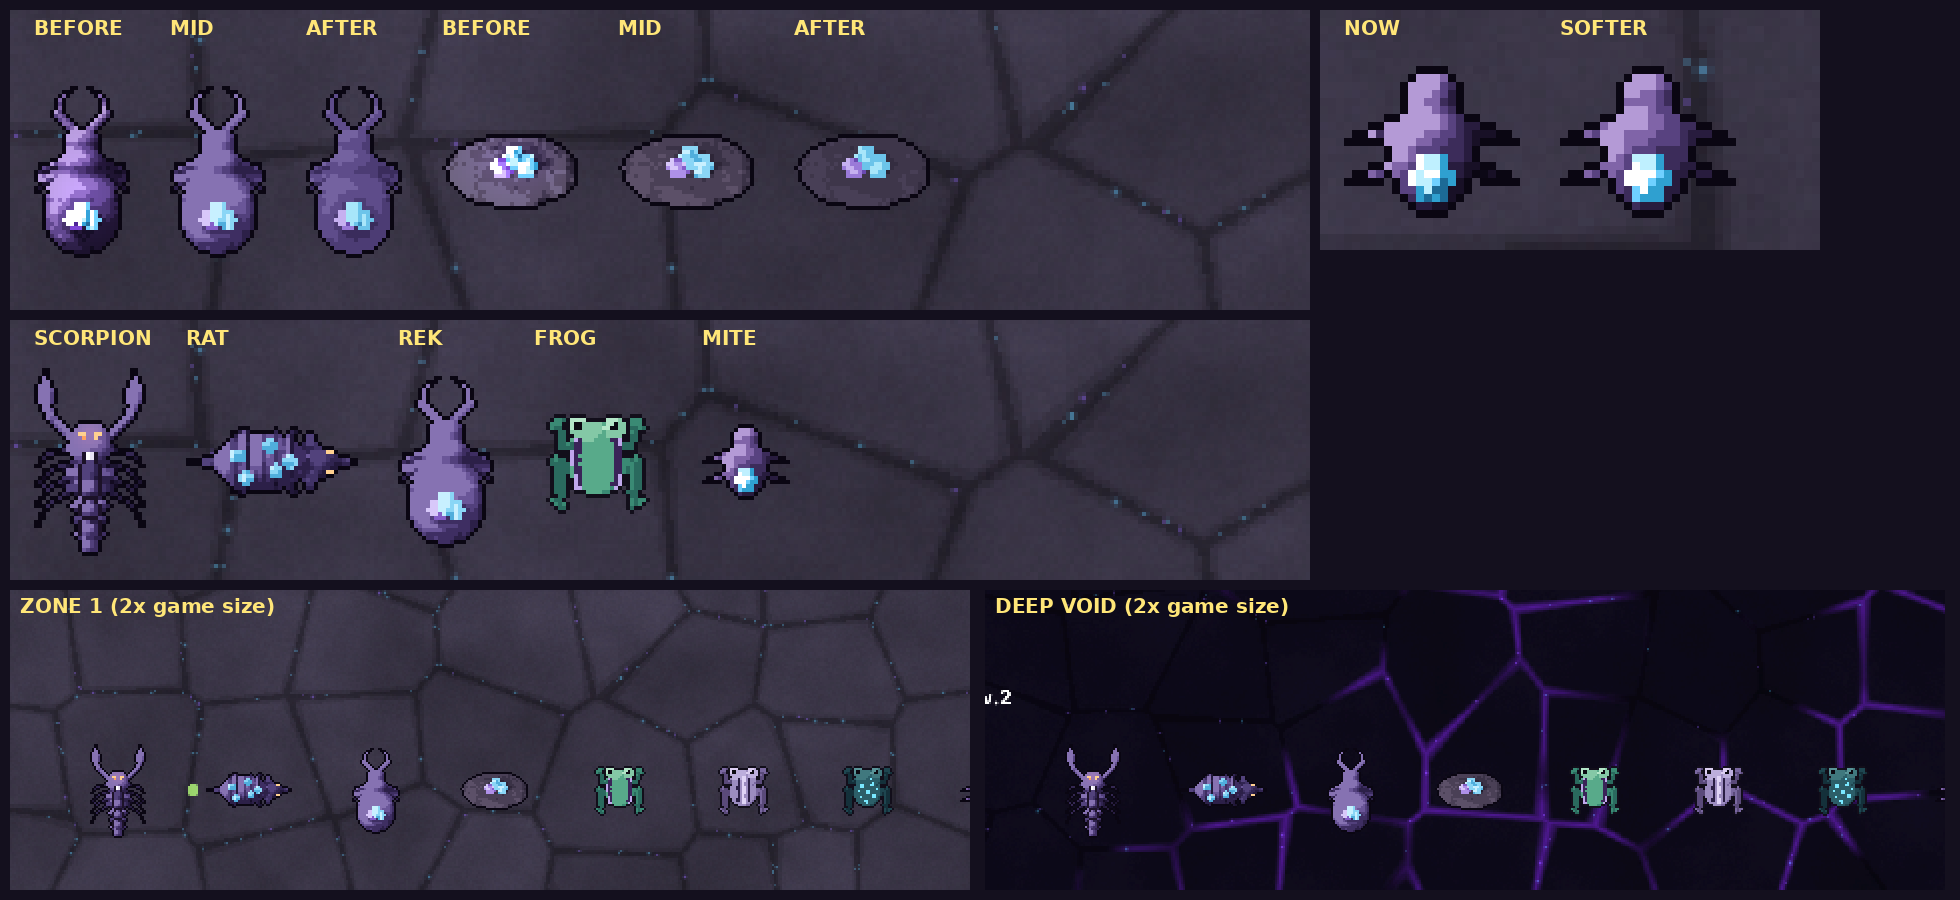 BEFORE MID AFTER BEFORE MID AFTER
NOW SOFTER
SCORPION RAT REK FROG MITE
ZONE 1 (2x game size)
DEEP VOID (2x game size)
.2